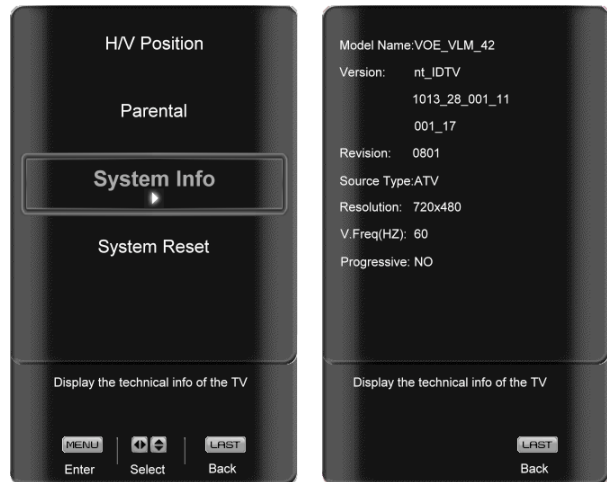 H/V Position
Parental
System Info
System Reset
Display the technical info of the TV
MENU LAST
Enter Select Back
Model Name:VOE_VLM_42
Version: nt_IDTV
1013_28_001_11
001_17
Revision: 0801
Source Type:ATV
Resolution: 720x480
V.Freq(HZ): 60
Progressive: NO
Display the technical info of the TV
LAST
Back